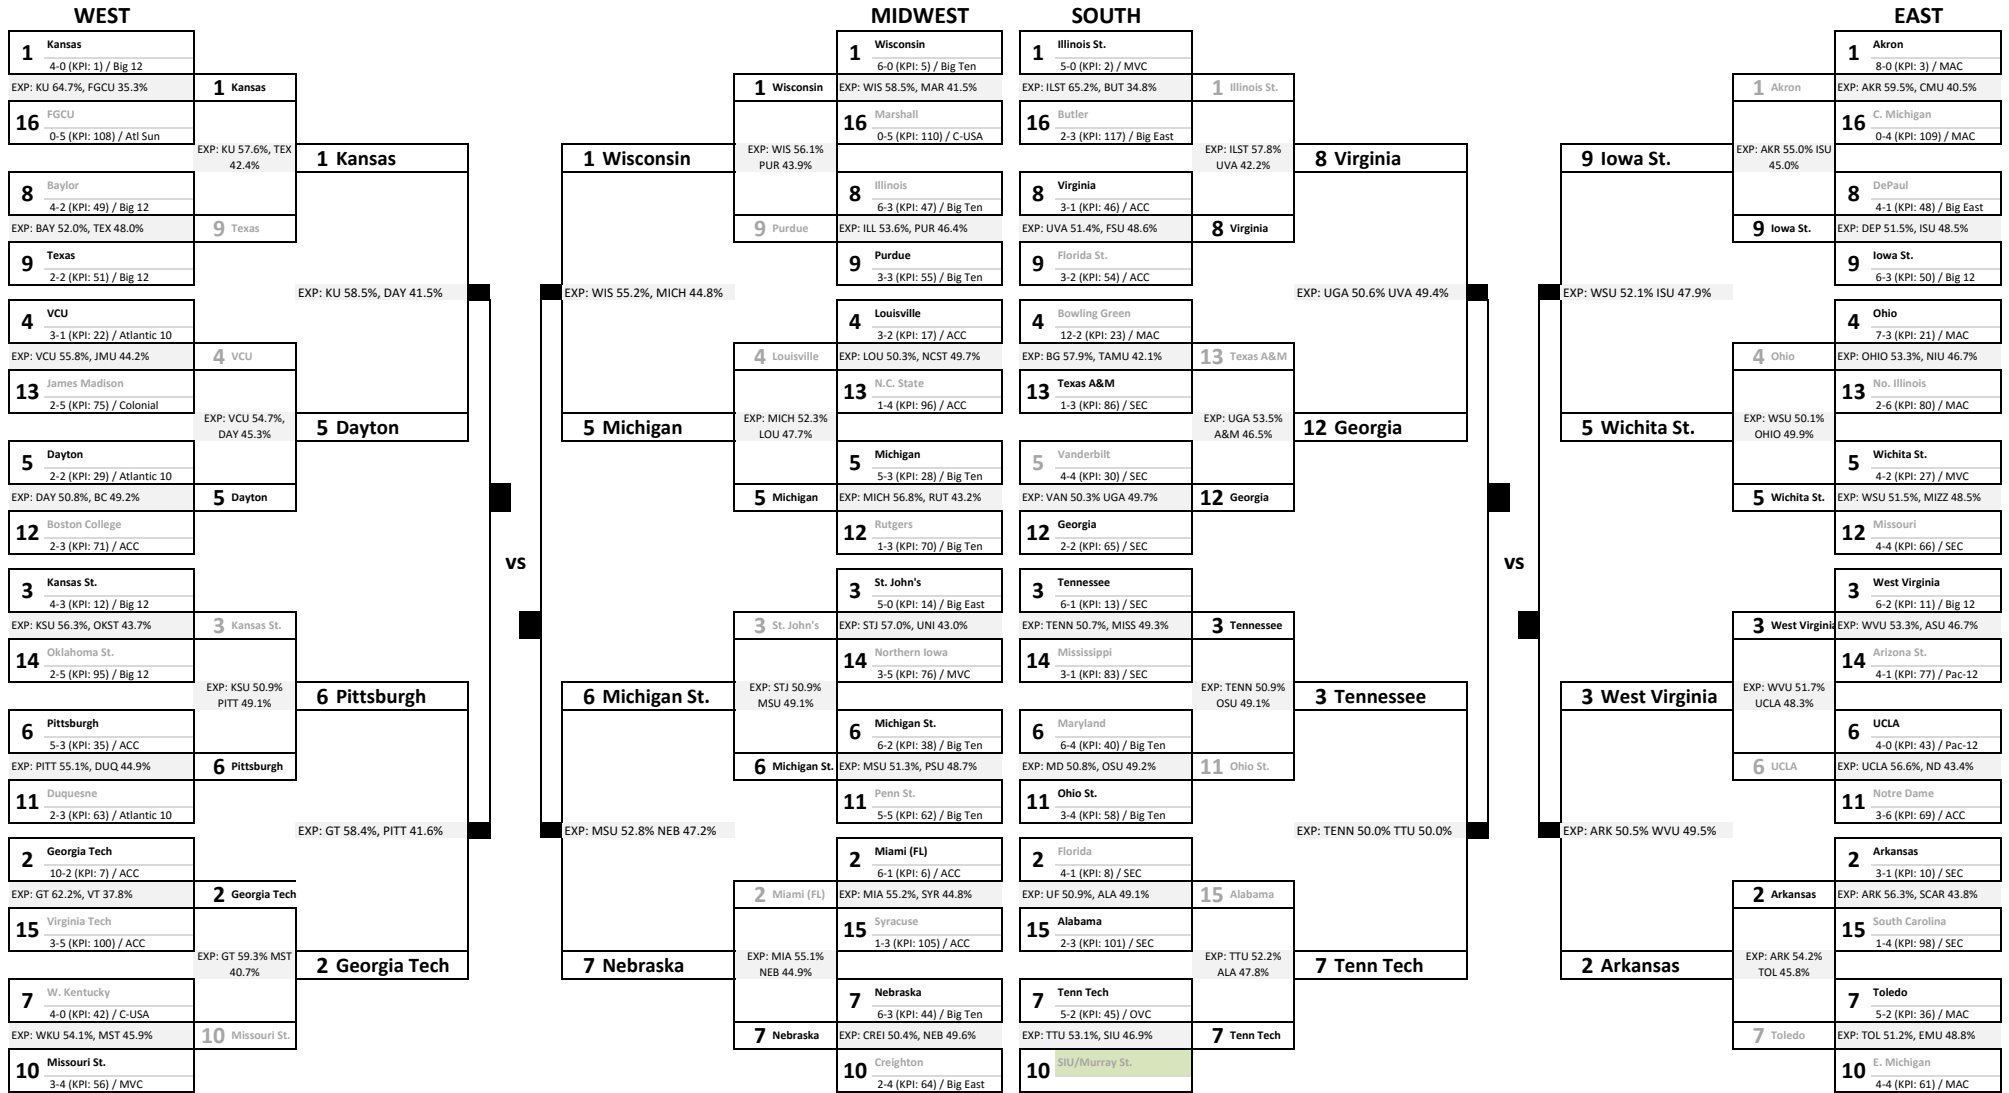 WEST
MIDWEST
SOUTH
EAST
1 Kansas
4-0 (KPI: 1) / Big 12
EXP: KU 64.7%, FGCU 35.3%
16 FGCU
0-5 (KPI: 108) / Atl Sun
8 Baylor
4-2 (KPI: 49) / Big 12
EXP: BAY 52.0%, TEX 48.0%
9 Texas
2-2 (KPI: 51) / Big 12
4 VCU
3-1 (KPI: 22) / Atlantic 10
EXP: VCU 55.8%, JMU 44.2%
13 James Madison
2-5 (KPI: 75) / Colonial
5 Dayton
2-2 (KPI: 29) / Atlantic 10
EXP: DAY 50.8%, BC 49.2%
12 Boston College
2-3 (KPI: 71) / ACC
3 Kansas St.
4-3 (KPI: 12) / Big 12
EXP: KSU 56.3%, OKST 43.7%
14 Oklahoma St.
2-5 (KPI: 95) / Big 12
6 Pittsburgh
5-3 (KPI: 35) / ACC
EXP: PITT 55.1%, DUQ 44.9%
11 Duquesne
2-3 (KPI: 63) / Atlantic 10
2 Georgia Tech
10-2 (KPI: 7) / ACC
EXP: GT 62.2%, VT 37.8%
15 Virginia Tech
3-5 (KPI: 100) / ACC
7 W. Kentucky
4-0 (KPI: 42) / C-USA
EXP: WKU 54.1%, MST 45.9%
10 Missouri St.
3-4 (KPI: 56) / MVC
1 Kansas
EXP: KU 57.6%, TEX
42.4%
9 Texas
4 VCU
EXP: VCU 54.7%,
DAY 45.3%
5 Dayton
3 Kansas St.
EXP: KSU 50.9%
PITT 49.1%
6 Pittsburgh
2 Georgia Tech
EXP: GT 59.3% MST
40.7%
10 Missouri St.
1 Kansas
EXP: KU 58.5%, DAY 41.5%
5 Dayton
6 Pittsburgh
EXP: GT 58.4%, PITT 41.6%
2 Georgia Tech
vs
1 Wisconsin
EXP: WIS 55.2%, MICH 44.8%
5 Michigan
6 Michigan St.
EXP: MSU 52.8% NEB 47.2%
7 Nebraska
1 Wisconsin
EXP: WIS 56.1%
PUR 43.9%
9 Purdue
4 Louisville
EXP: MICH 52.3%
LOU 47.7%
5 Michigan
3 St. John's
EXP: STJ 50.9%
MSU 49.1%
6 Michigan St.
2 Miami (FL)
EXP: MIA 55.1%
NEB 44.9%
7 Nebraska
1 Wisconsin
6-0 (KPI: 5) / Big Ten
EXP: WIS 58.5%, MAR 41.5%
16 Marshall
0-5 (KPI: 110) / C-USA
8 Illinois
6-3 (KPI: 47) / Big Ten
EXP: ILL 53.6%, PUR 46.4%
9 Purdue
3-3 (KPI: 55) / Big Ten
4 Louisville
3-2 (KPI: 17) / ACC
EXP: LOU 50.3%, NCST 49.7%
13 N.C. State
1-4 (KPI: 96) / ACC
5 Michigan
5-3 (KPI: 28) / Big Ten
EXP: MICH 56.8%, RUT 43.2%
12 Rutgers
1-3 (KPI: 70) / Big Ten
3 St. John's
5-0 (KPI: 14) / Big East
EXP: STJ 57.0%, UNI 43.0%
14 Northern Iowa
3-5 (KPI: 76) / MVC
6 Michigan St.
6-2 (KPI: 38) / Big Ten
EXP: MSU 51.3%, PSU 48.7%
11 Penn St.
5-5 (KPI: 62) / Big Ten
2 Miami (FL)
6-1 (KPI: 6) / ACC
EXP: MIA 55.2%, SYR 44.8%
15 Syracuse
1-3 (KPI: 105) / ACC
7 Nebraska
6-3 (KPI: 44) / Big Ten
EXP: CREI 50.4%, NEB 49.6%
10 Creighton
2-4 (KPI: 64) / Big East
1 Illinois St.
5-0 (KPI: 2) / MVC
EXP: ILST 65.2%, BUT 34.8%
16 Butler
2-3 (KPI: 117) / Big East
8 Virginia
3-1 (KPI: 46) / ACC
EXP: UVA 51.4%, FSU 48.6%
9 Florida St.
3-2 (KPI: 54) / ACC
4 Bowling Green
12-2 (KPI: 23) / MAC
EXP: BG 57.9%, TAMU 42.1%
13 Texas A&M
1-3 (KPI: 86) / SEC
5 Vanderbilt
4-4 (KPI: 30) / SEC
EXP: VAN 50.3% UGA 49.7%
12 Georgia
2-2 (KPI: 65) / SEC
3 Tennessee
6-1 (KPI: 13) / SEC
EXP: TENN 50.7%, MISS 49.3%
14 Mississippi
3-1 (KPI: 83) / SEC
6 Maryland
6-4 (KPI: 40) / Big Ten
EXP: MD 50.8%, OSU 49.2%
11 Ohio St.
3-4 (KPI: 58) / Big Ten
2 Florida
4-1 (KPI: 8) / SEC
EXP: UF 50.9%, ALA 49.1%
15 Alabama
2-3 (KPI: 101) / SEC
7 Tenn Tech
5-2 (KPI: 45) / OVC
EXP: TTU 53.1%, SIU 46.9%
10 SIU/Murray St.
1 Illinois St.
EXP: ILST 57.8%
UVA 42.2%
8 Virginia
13 Texas A&M
EXP: UGA 53.5%
A&M 46.5%
12 Georgia
3 Tennessee
EXP: TENN 50.9%
OSU 49.1%
11 Ohio St.
15 Alabama
EXP: TTU 52.2%
ALA 47.8%
7 Tenn Tech
8 Virginia
EXP: UGA 50.6% UVA 49.4%
12 Georgia
3 Tennessee
EXP: TENN 50.0% TTU 50.0%
7 Tenn Tech
vs
9 Iowa St.
EXP: WSU 52.1% ISU 47.9%
5 Wichita St.
3 West Virginia
EXP: ARK 50.5% WVU 49.5%
2 Arkansas
1 Akron
EXP: AKR 55.0% ISU
45.0%
9 Iowa St.
4 Ohio
EXP: WSU 50.1%
OHIO 49.9%
5 Wichita St.
3 West Virginia
EXP: WVU 51.7%
UCLA 48.3%
6 UCLA
2 Arkansas
EXP: ARK 54.2%
TOL 45.8%
7 Toledo
1 Akron
8-0 (KPI: 3) / MAC
EXP: AKR 59.5%, CMU 40.5%
16 C. Michigan
0-4 (KPI: 109) / MAC
8 DePaul
4-1 (KPI: 48) / Big East
EXP: DEP 51.5%, ISU 48.5%
9 Iowa St.
6-3 (KPI: 50) / Big 12
4 Ohio
7-3 (KPI: 21) / MAC
EXP: OHIO 53.3%, NIU 46.7%
13 No. Illinois
2-6 (KPI: 80) / MAC
5 Wichita St.
4-2 (KPI: 27) / MVC
EXP: WSU 51.5%, MIZZ 48.5%
12 Missouri
4-4 (KPI: 66) / SEC
3 West Virginia
6-2 (KPI: 11) / Big 12
EXP: WVU 53.3%, ASU 46.7%
14 Arizona St.
4-1 (KPI: 77) / Pac-12
6 UCLA
4-0 (KPI: 43) / Pac-12
EXP: UCLA 56.6%, ND 43.4%
11 Notre Dame
3-6 (KPI: 69) / ACC
2 Arkansas
3-1 (KPI: 10) / SEC
EXP: ARK 56.3%, SCAR 43.8%
15 South Carolina
1-4 (KPI: 98) / SEC
7 Toledo
5-2 (KPI: 36) / MAC
EXP: TOL 51.2%, EMU 48.8%
10 E. Michigan
4-4 (KPI: 61) / MAC